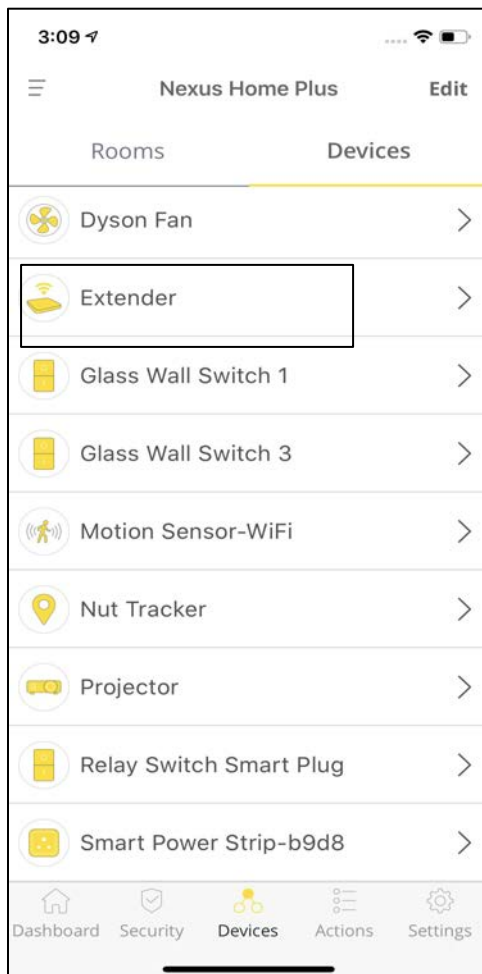 3:09
Nexus Home Plus Edit
Rooms Devices
Dyson Fan
Extender
Glass Wall Switch 1
Glass Wall Switch 3
Motion Sensor-WiFi
Nut Tracker
Projector
Relay Switch Smart Plug
Smart Power Strip-b9d8
Dashboard Security Devices Actions Settings